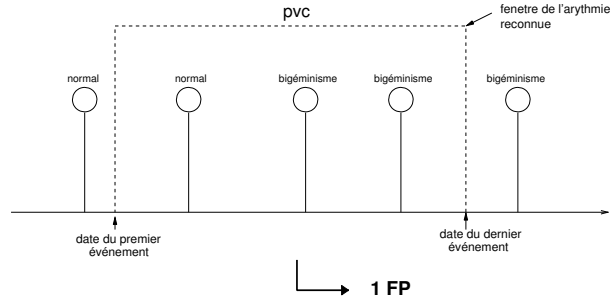 pvc
fenetre de l'arythmie
reconnue
normal
normal
bigéminisme
bigéminisme
bigéminisme
date du premier
événement
date du dernier
événement
1 FP